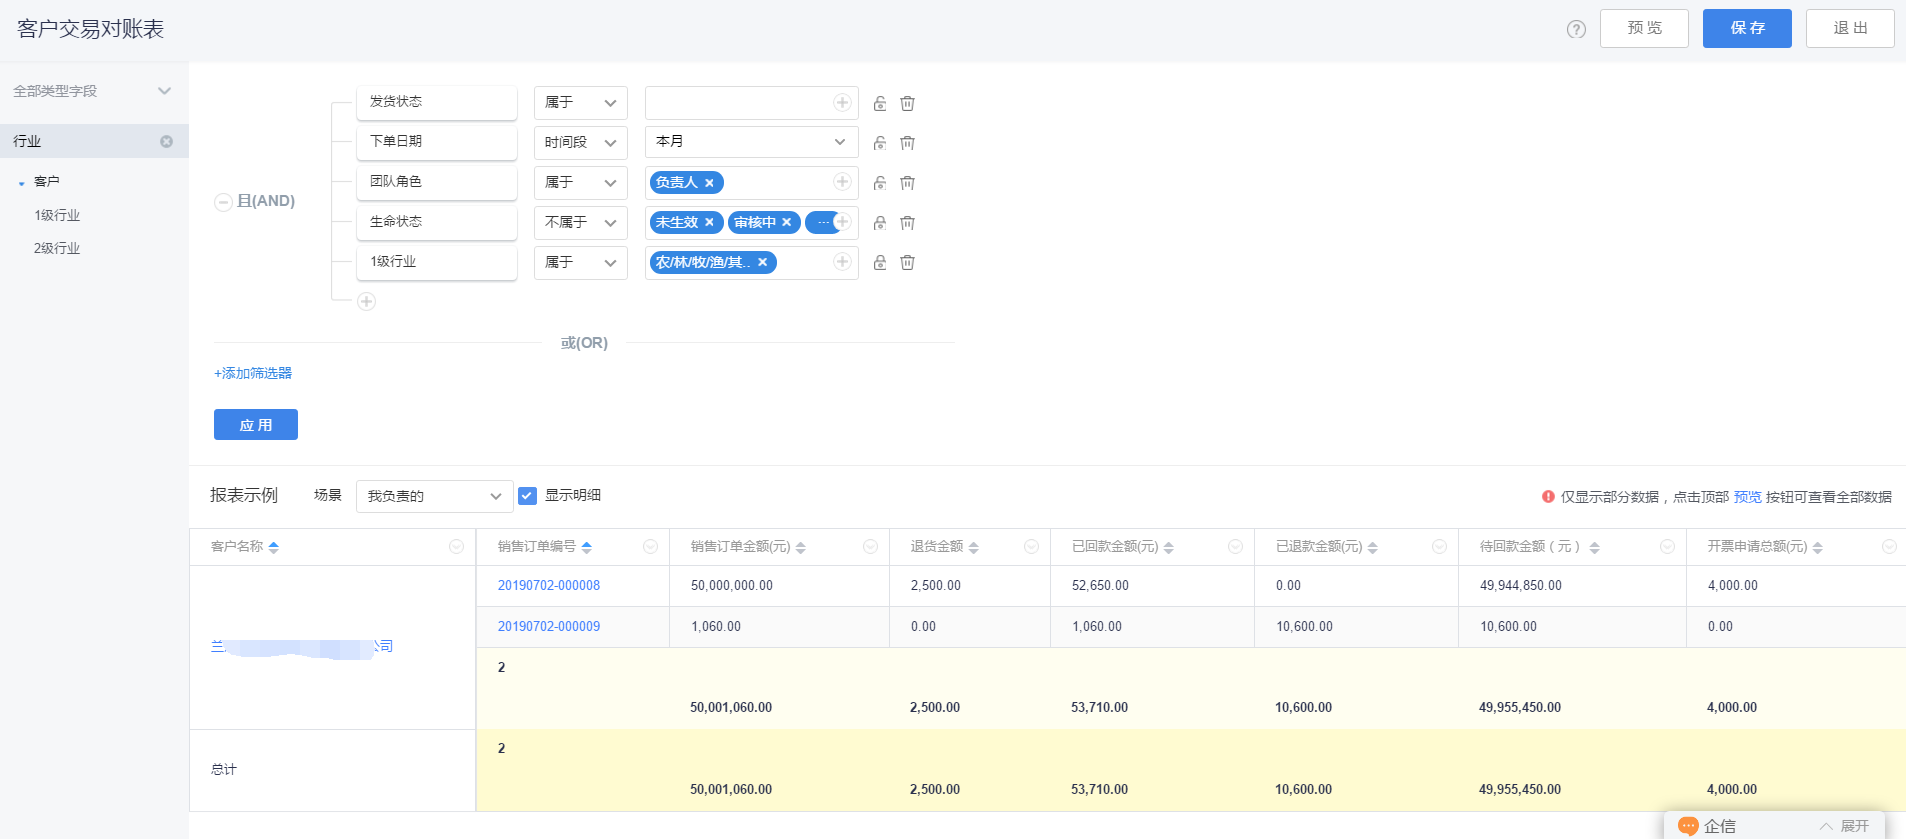 客户交易对账表
预 览
保 存
退 出
全部类型字段
行业
客户
1级行业
2级行业
且(AND)
发货状态 属于
下单日期 时间段 本月
团队角色 属于 负责人
生命状态 不属于 未生效 审核中 ...
1级行业 属于 农/林/牧/渔/其..
或(OR)
+添加筛选器
应 用
报表示例 场景 我负责的 显示明细
仅显示部分数据，点击顶部 预览 按钮可查看全部数据
客户名称 销售订单编号 销售订单金额(元) 退货金额 已回款金额(元) 已退款金额(元) 待回款金额（元） 开票申请总额(元)
20190702-000008 50,000,000.00 2,500.00 52,650.00 0.00 49,944,850.00 4,000.00
20190702-000009 1,060.00 0.00 1,060.00 10,600.00 10,600.00 0.00
兰 公司
2
50,001,060.00 2,500.00 53,710.00 10,600.00 49,955,450.00 4,000.00
总计
2
50,001,060.00 2,500.00 53,710.00 10,600.00 49,955,450.00 4,000.00
企信 展开